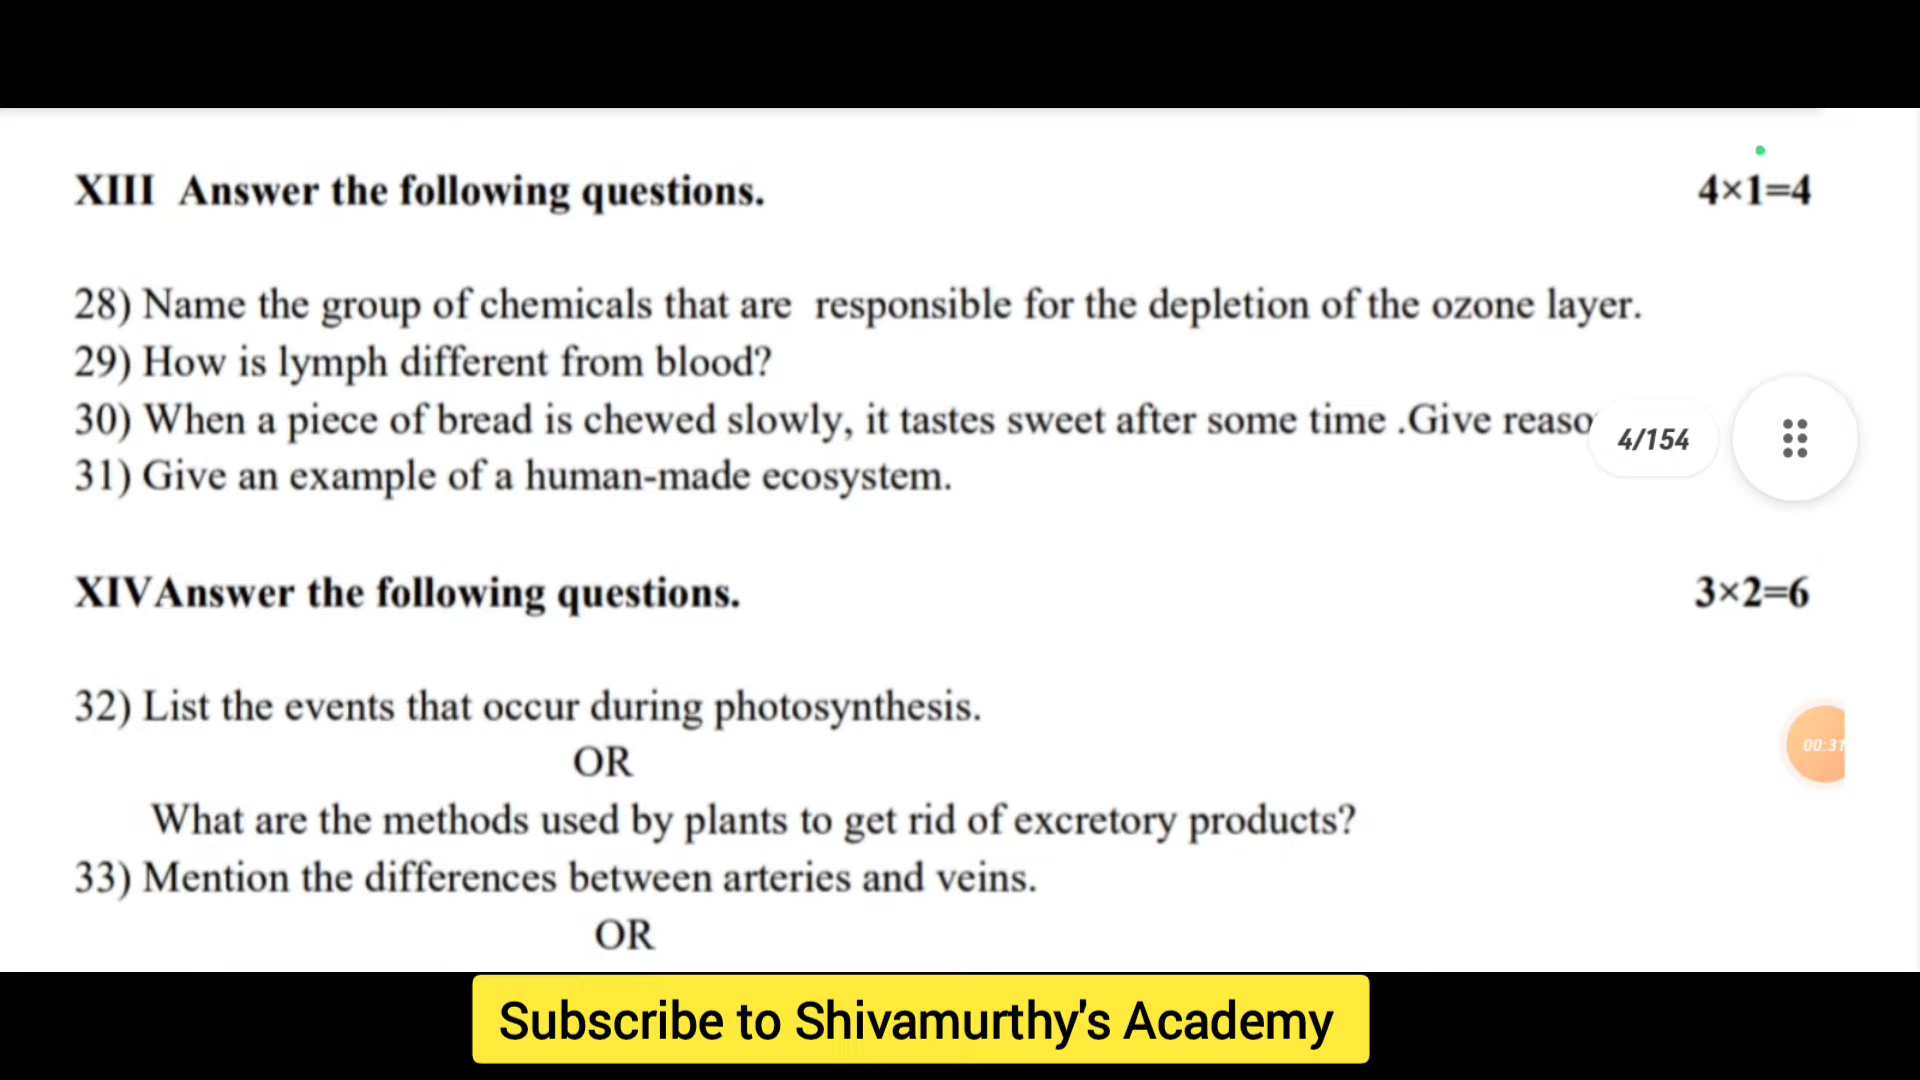 XIII Answer the following questions. 4×1=4
28) Name the group of chemicals that are responsible for the depletion of the ozone layer.
29) How is lymph different from blood?
30) When a piece of bread is chewed slowly, it tastes sweet after some time .Give reaso
4/154
31) Give an example of a human-made ecosystem.
XIVAnswer the following questions. 3×2=6
32) List the events that occur during photosynthesis.
OR
00:31
What are the methods used by plants to get rid of excretory products?
33) Mention the differences between arteries and veins.
OR
Subscribe to Shivamurthy's Academy